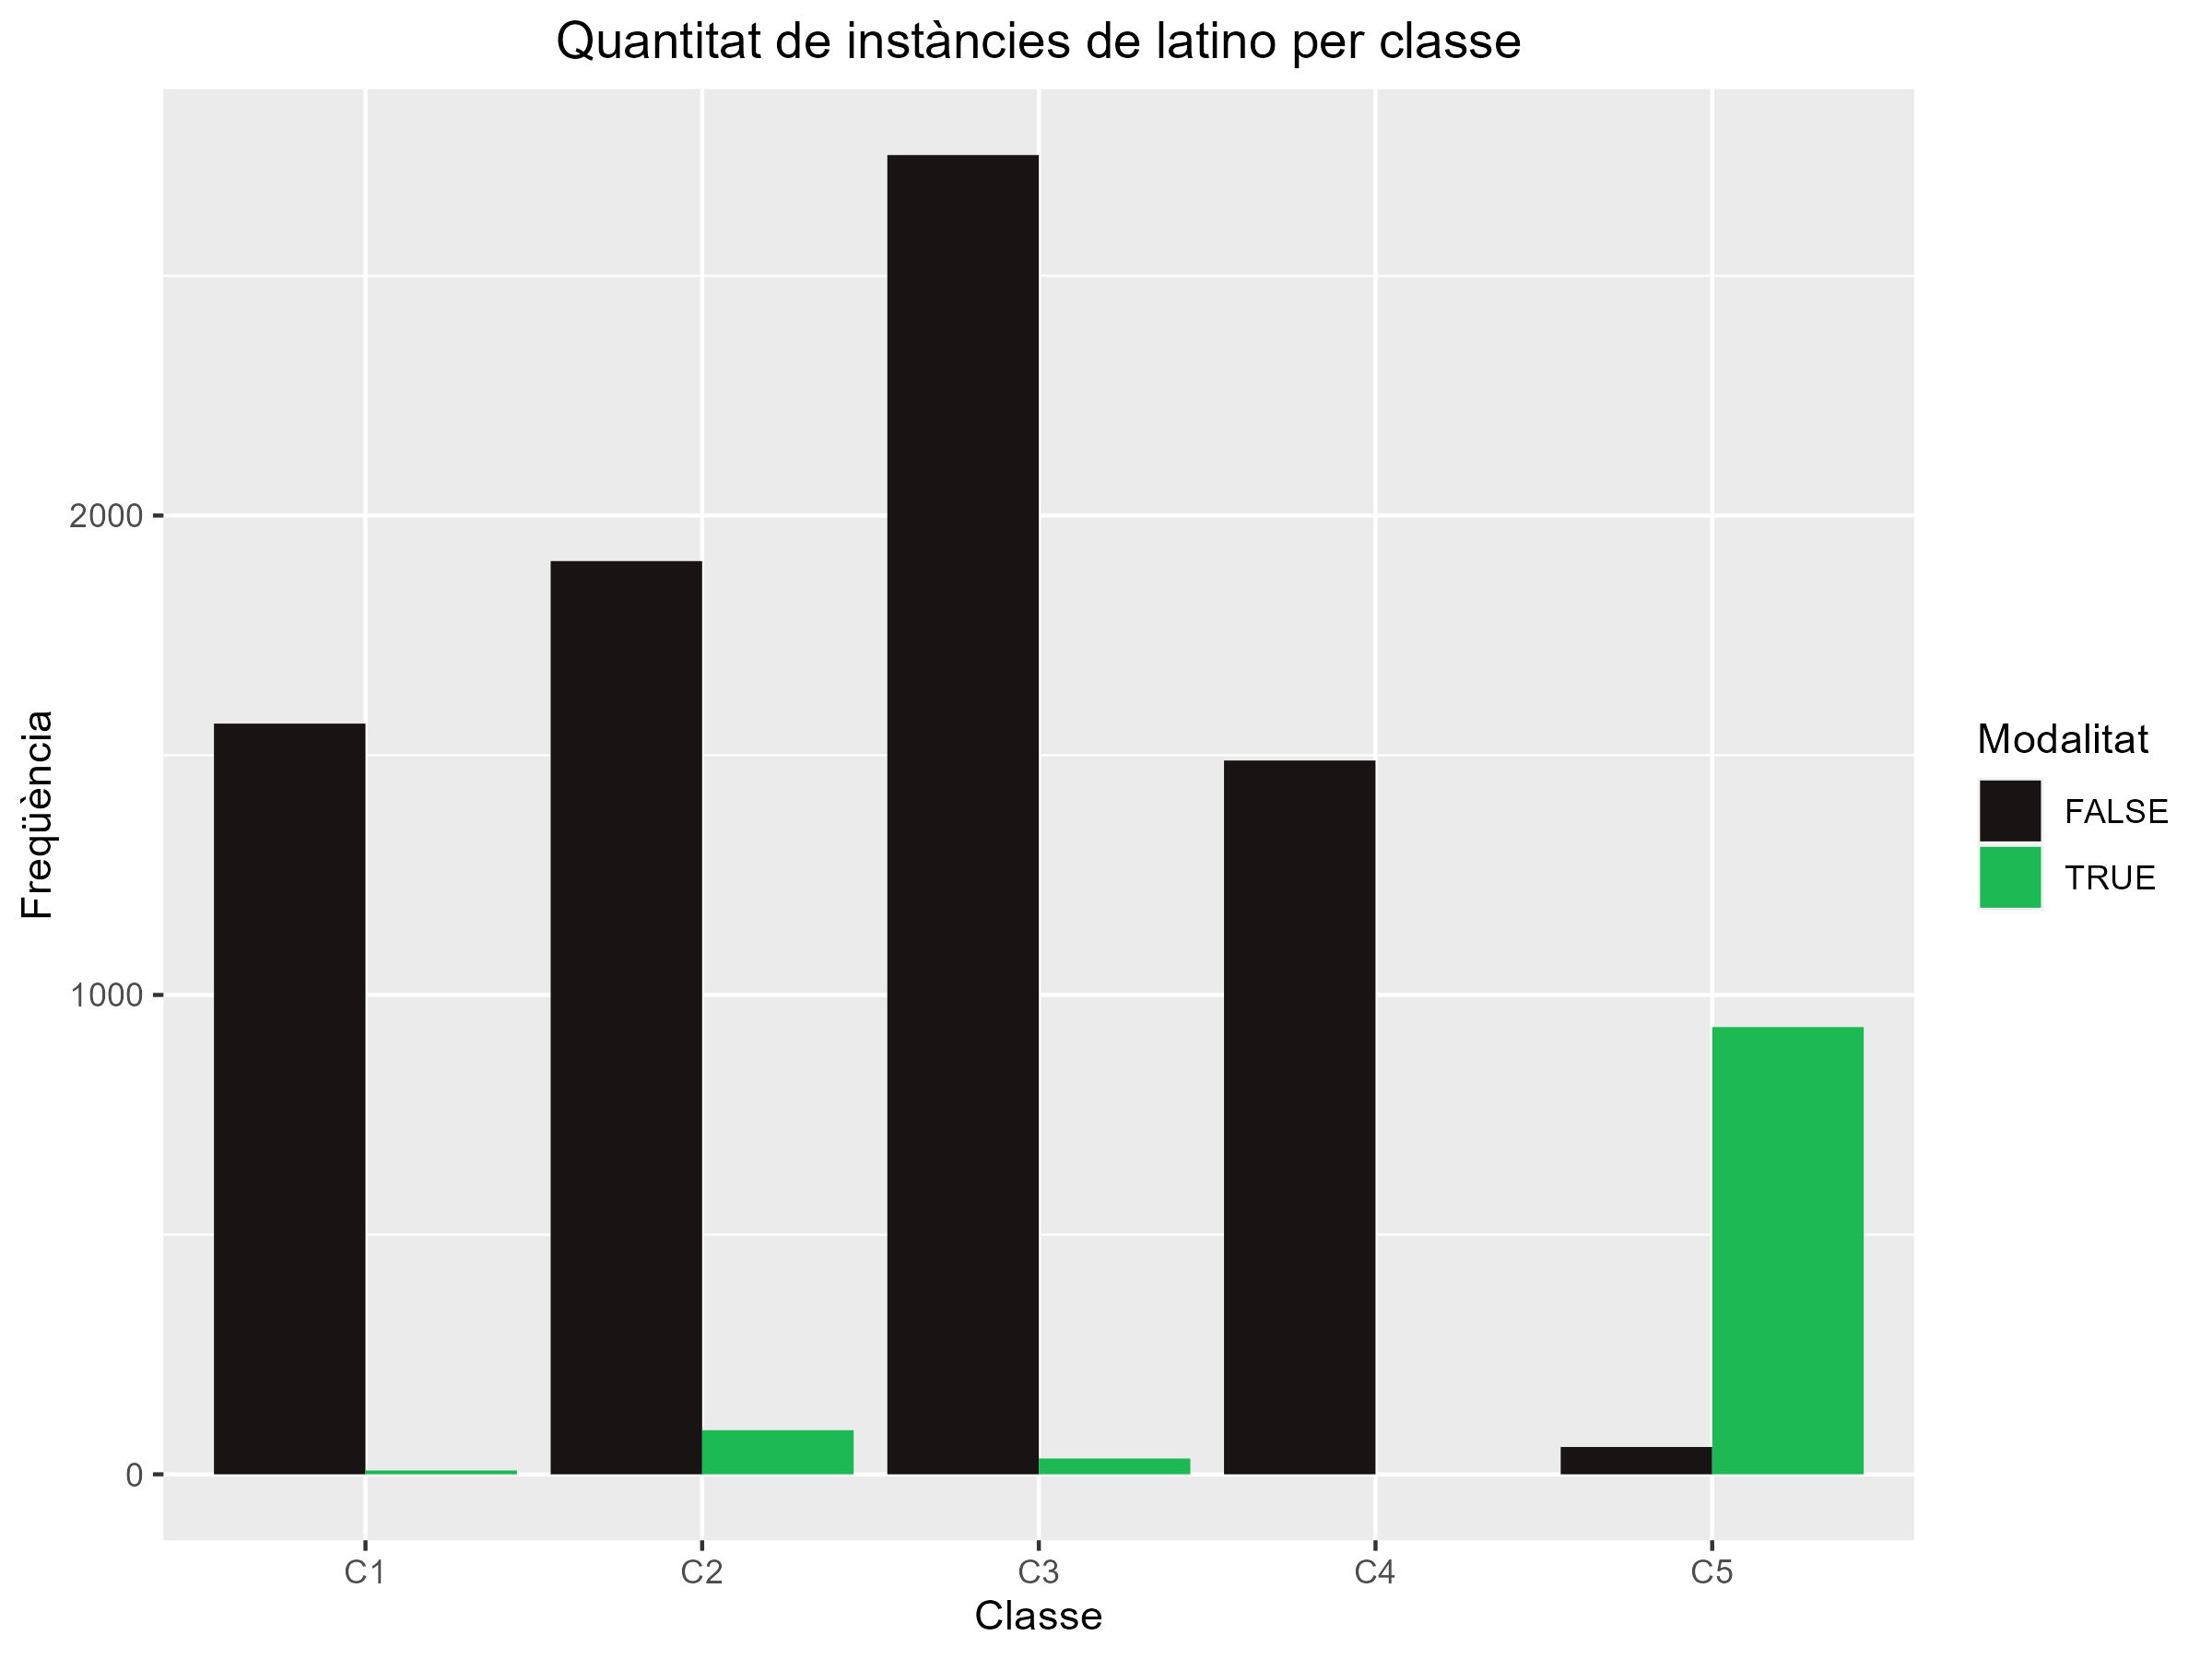 Quantitat de instàncies de latino per classe
Freqüència
2000
1000
0
C1
C2
C3
C4
C5
Classe
Modalitat
FALSE
TRUE